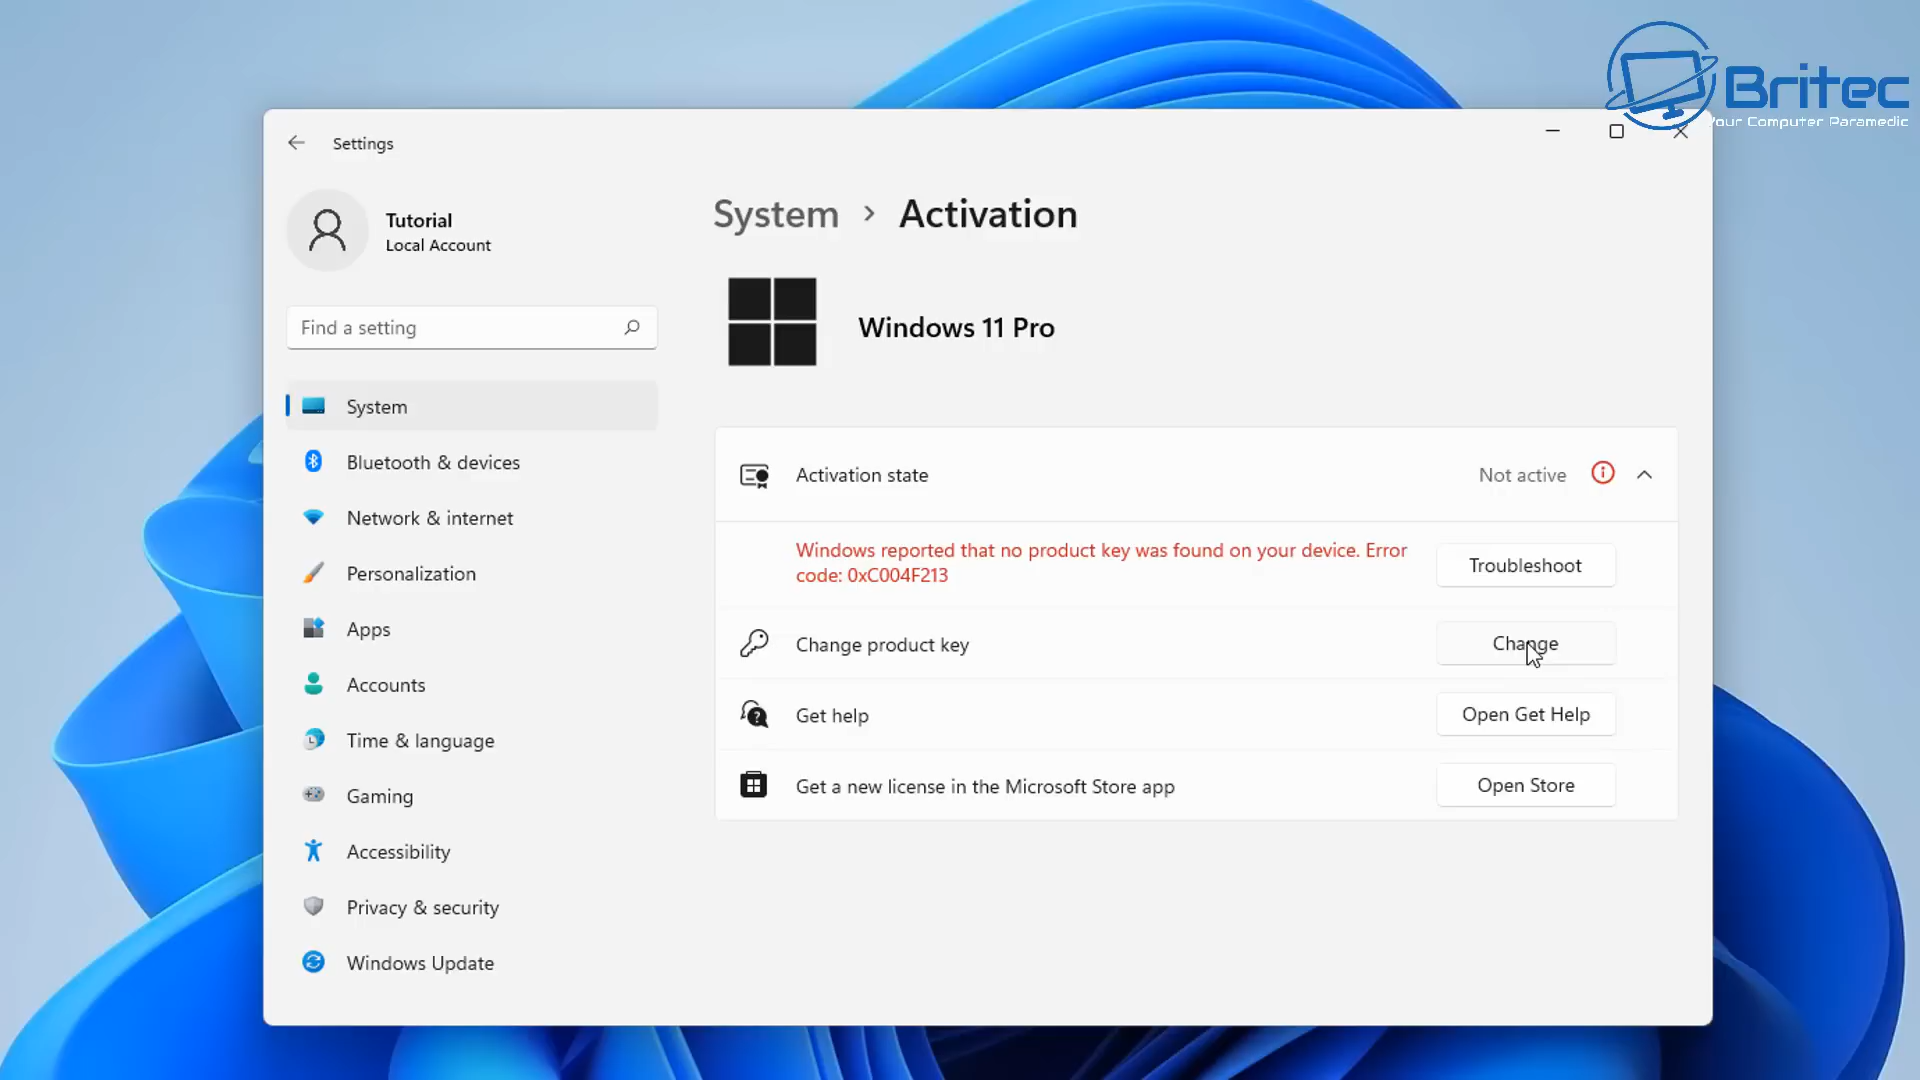 Britec
Your Computer Paramedic
Settings
Tutorial
Local Account
Find a setting
System
Bluetooth & devices
Network & internet
Personalization
Apps
Accounts
Time & language
Gaming
Accessibility
Privacy & security
Windows Update
System > Activation
Windows 11 Pro
Activation state
Not active
Windows reported that no product key was found on your device. Error
code: 0xC004F213
Troubleshoot
Change product key
Change
Get help
Open Get Help
Get a new license in the Microsoft Store app
Open Store